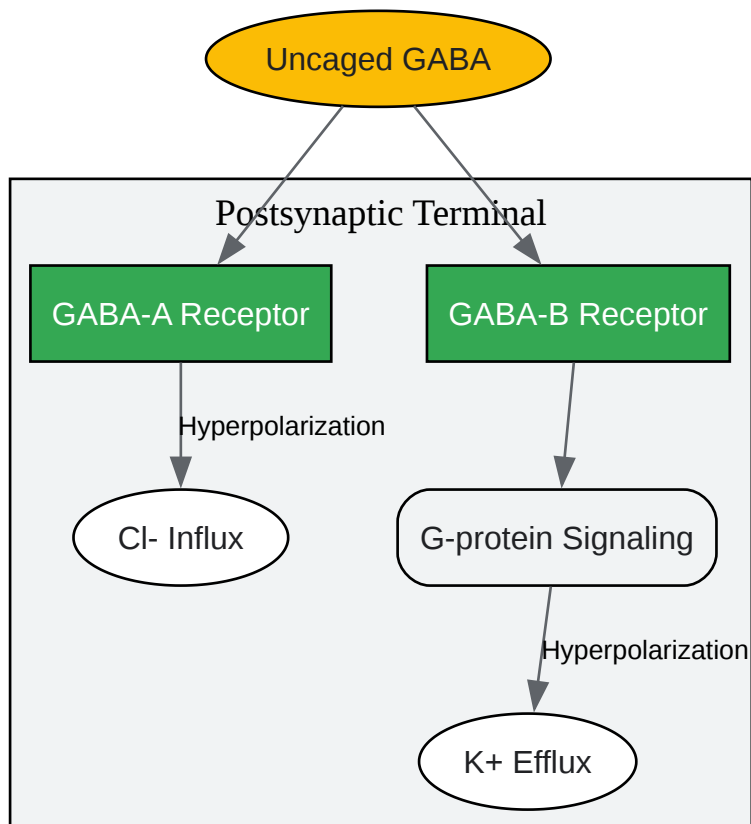 Uncaged GABA
Postsynaptic Terminal
GABA-A Receptor
GABA-B Receptor
Hyperpolarization
Cl- Influx
G-protein Signaling
Hyperpolarization
K+ Efflux